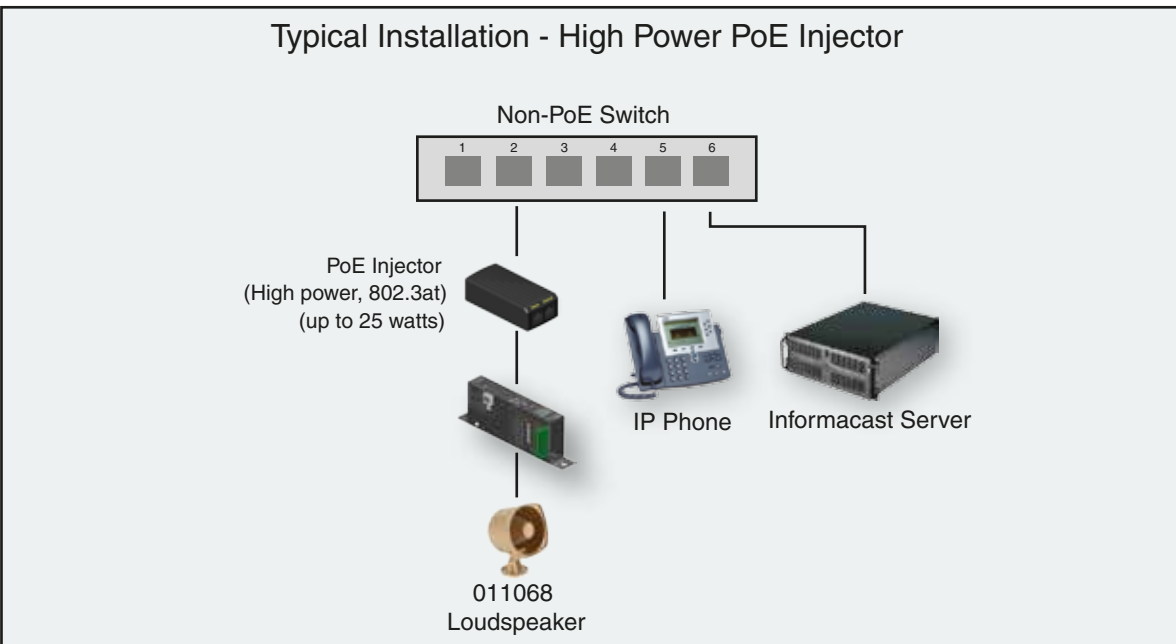 Typical Installation - High Power PoE Injector
Non-PoE Switch
1 2 3 4 5 6
PoE Injector
(High power, 802.3at)
(up to 25 watts)
IP Phone
Informacast Server
011068
Loudspeaker